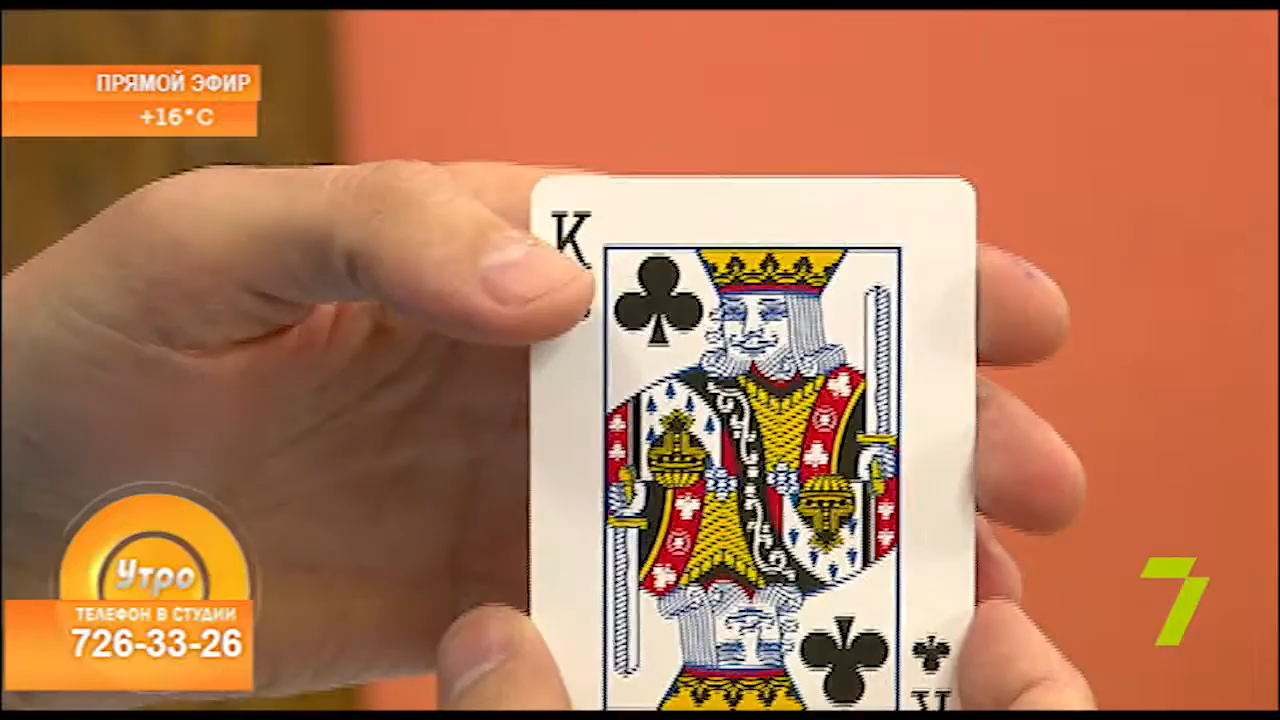 ПРЯМОЙ ЭФИР
+16°C
K
Утро
ТЕЛЕФОН В СТУДИИ
726-33-26
7
K